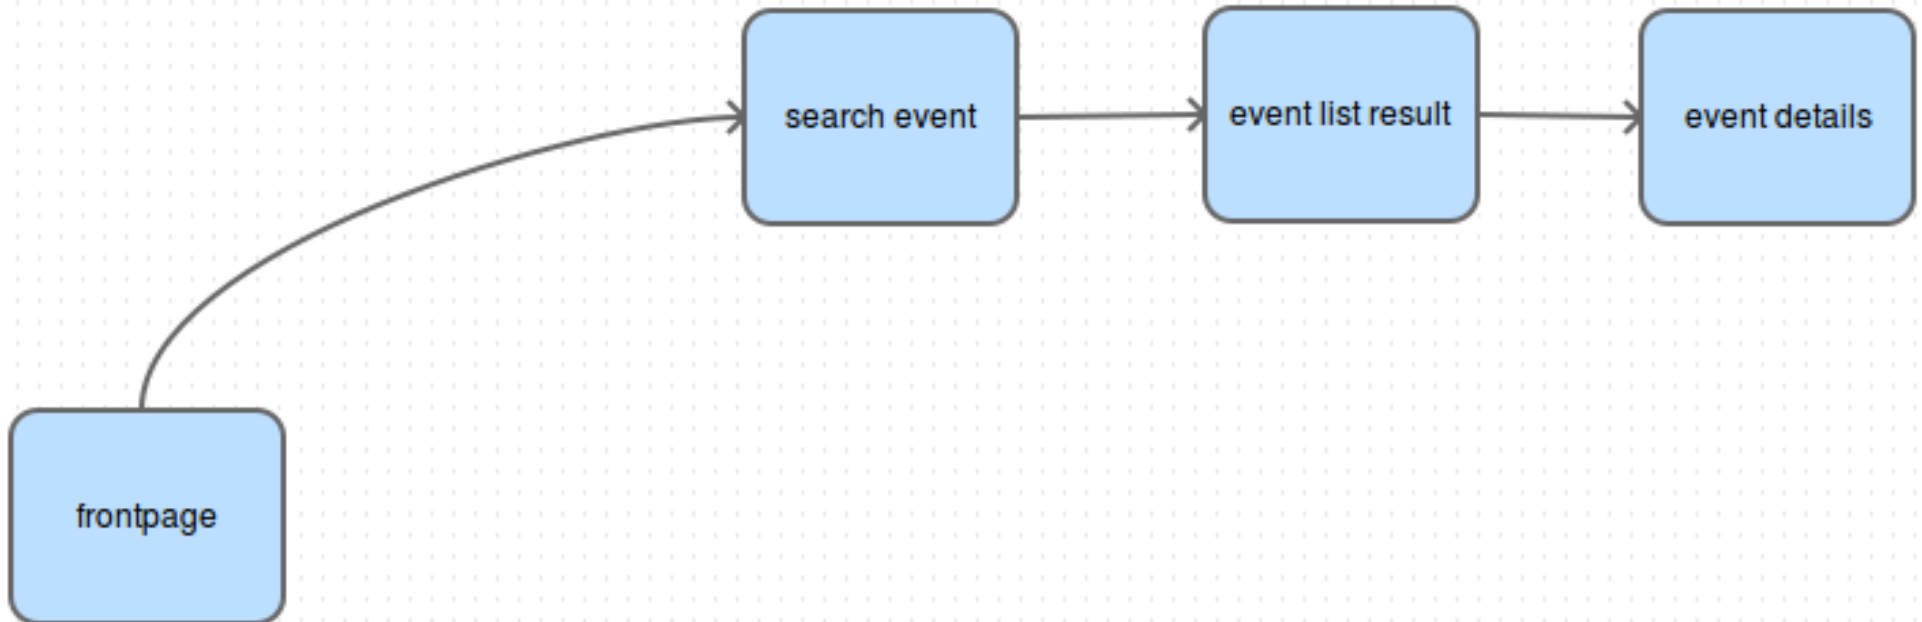 search event
event list result
event details
frontpage